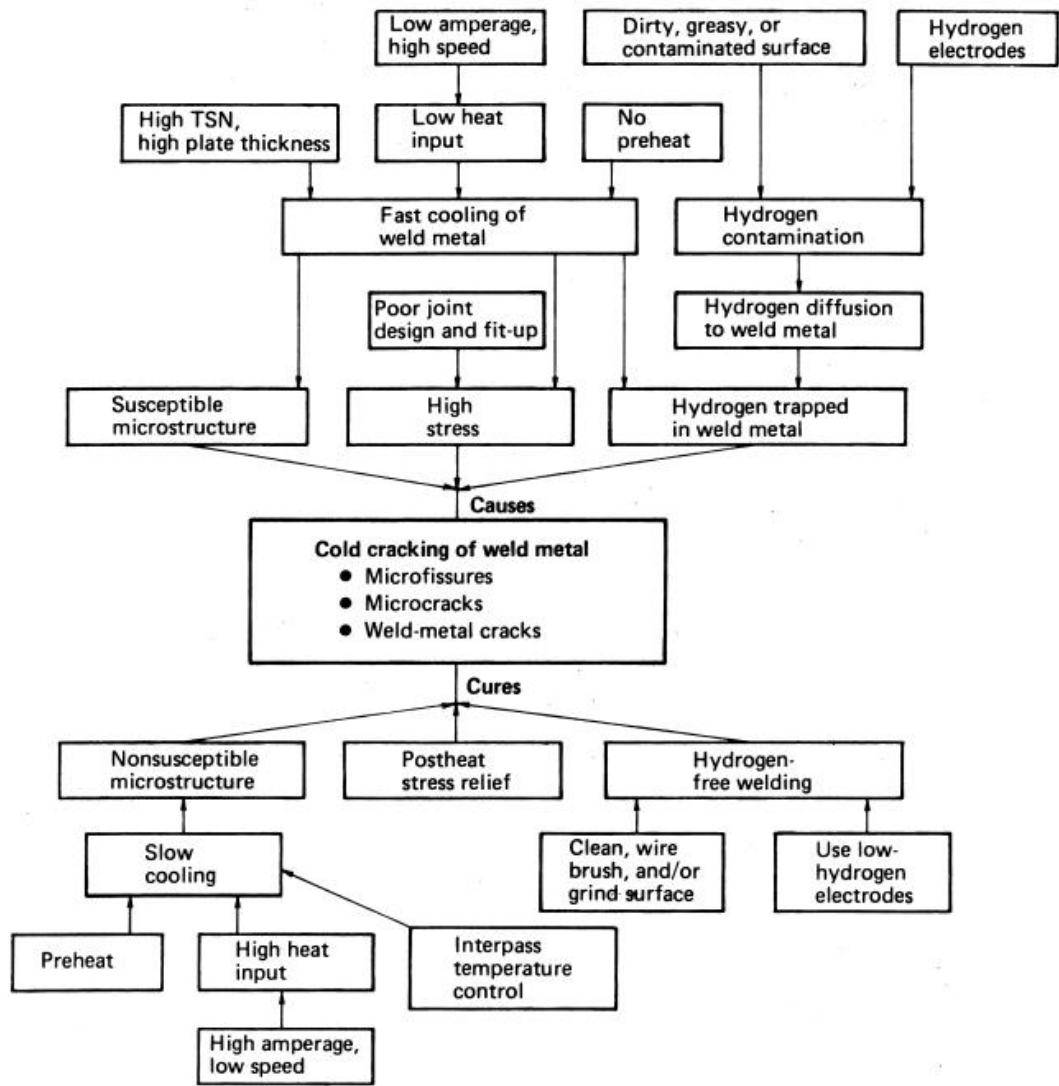 Low amperage,
high speed
Dirty, greasy, or
contaminated surface
Hydrogen
electrodes
High TSN,
high plate thickness
Low heat
input
No
preheat
Fast cooling of
weld metal
Hydrogen
contamination
Poor joint
design and fit-up
Hydrogen diffusion
to weld metal
Susceptible
microstructure
High
stress
Hydrogen trapped
in weld metal
Causes
Cold cracking of weld metal
● Microfissures
● Microcracks
● Weld-metal cracks
Cures
Nonsusceptible
microstructure
Postheat
stress relief
Hydrogen-
free welding
Slow
cooling
Clean, wire
brush, and/or
grind surface
Use low-
hydrogen
electrodes
Preheat
High heat
input
Interpass
temperature
control
High amperage,
low speed